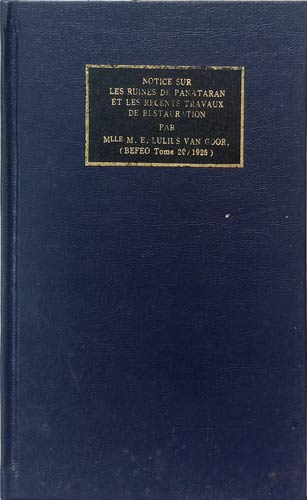 NOTICE SUR
LES RUINES DE PANATARAN
ET LES RECENTS TRAVAUX
DE RESTAURATION
PAR
MLLE M. E. LULIUS VAN GOOR,
(BEFEO Tome 20/1925)